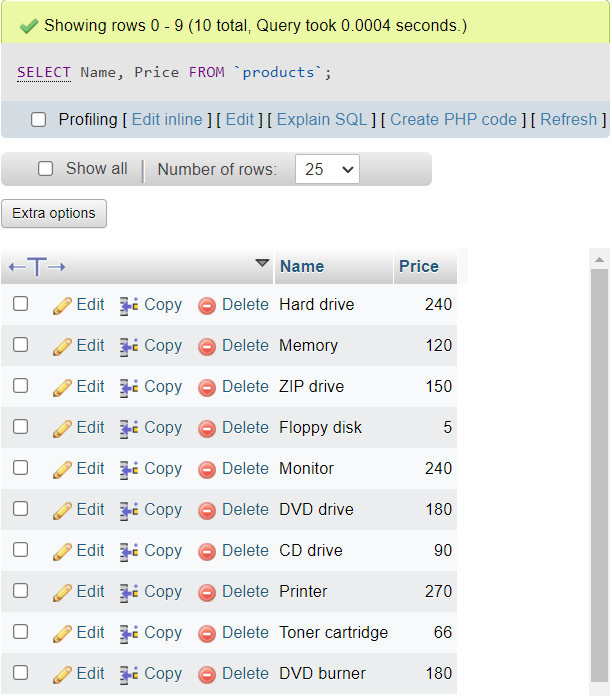 Showing rows 0 - 9 (10 total, Query took 0.0004 seconds.)
SELECT Name, Price FROM `products`;
Profiling [ Edit inline ] [ Edit ] [ Explain SQL ] [ Create PHP code ] [ Refresh ]
Show all Number of rows: 25
Extra options
Name Price
Edit Copy Delete Hard drive 240
Edit Copy Delete Memory 120
Edit Copy Delete ZIP drive 150
Edit Copy Delete Floppy disk 5
Edit Copy Delete Monitor 240
Edit Copy Delete DVD drive 180
Edit Copy Delete CD drive 90
Edit Copy Delete Printer 270
Edit Copy Delete Toner cartridge 66
Edit Copy Delete DVD burner 180